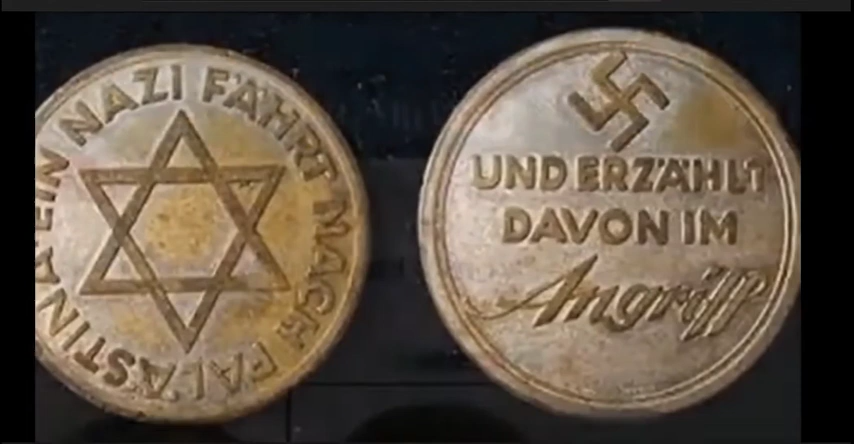 EIN NAZI FÄHRT NACH PALÄSTINA
UND ERZÄHLT
DAVON IM
Angriff